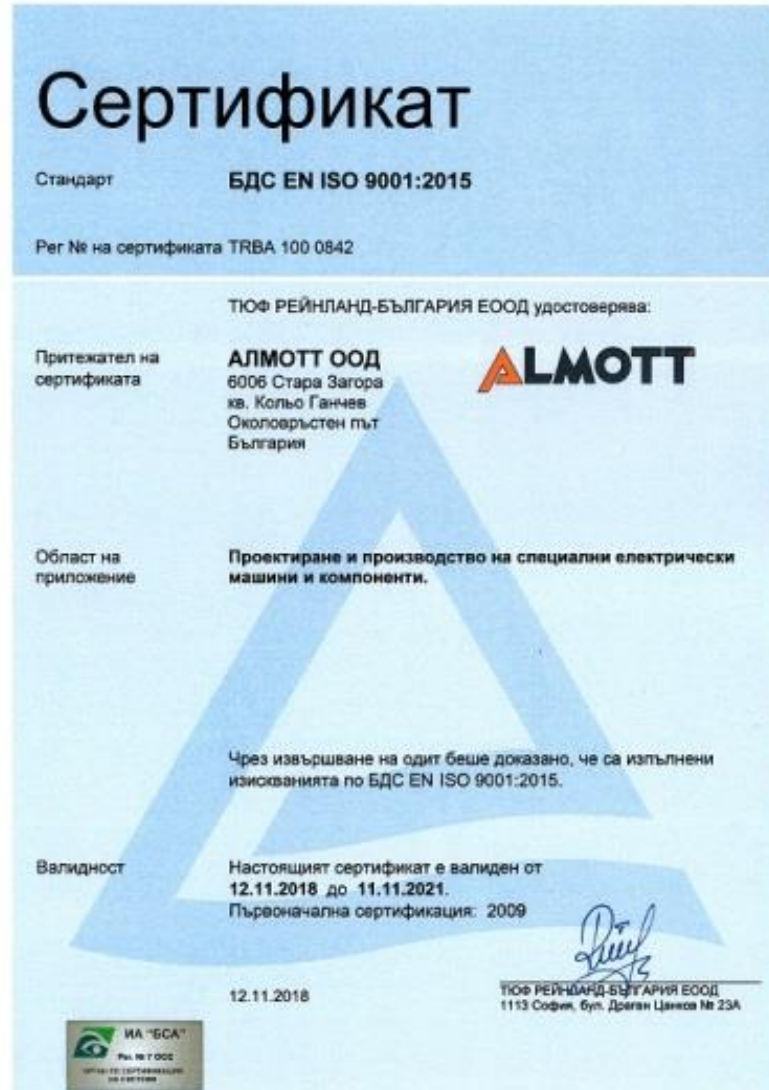 Сертификат
Стандарт БДС EN ISO 9001:2015
Рег № на сертификата TRBA 100 0842
ТЮФ РЕЙНЛАНД-БЪЛГАРИЯ ЕООД удостоверява:
Притежател на сертификата
АЛМОТТ ООД
6006 Стара Загора
кв. Кольо Ганчев
Околовръстен път
България
ALMOTT
Област на приложение
Проектиране и производство на специални електрически
машини и компоненти.
Чрез извършване на одит беше доказано, че са изпълнени
изискванията по БДС EN ISO 9001:2015.
Валидност
Настоящият сертификат е валиден от
12.11.2018 до 11.11.2021.
Първоначална сертификация: 2009
12.11.2018
ТЮФ РЕЙНЛАНД-БЪЛГАРИЯ ЕООД
1113 София, бул. Драган Цанков № 23А
ИА "БСА"
Рег. № 7 ОСС